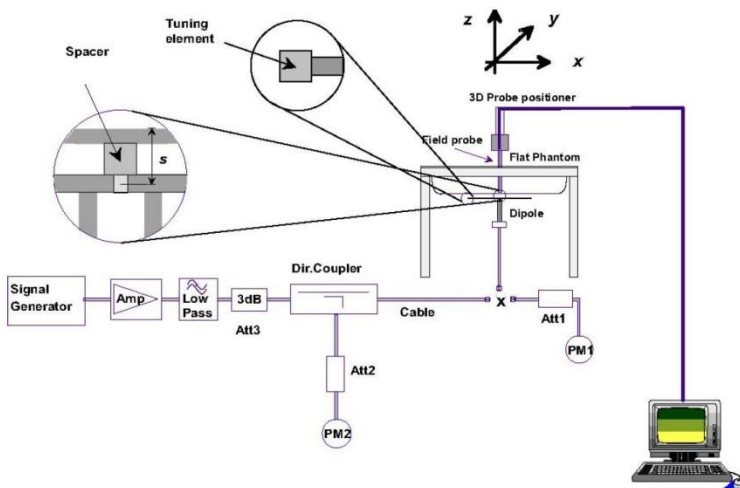 Tuning
element
Spacer
z
y
x
s
3D Probe positioner
Field probe
Flat Phantom
Dipole
Dir.Coupler
Signal
Generator
Amp
Low
Pass
3dB
Att3
Cable
x
Att1
PM1
Att2
PM2